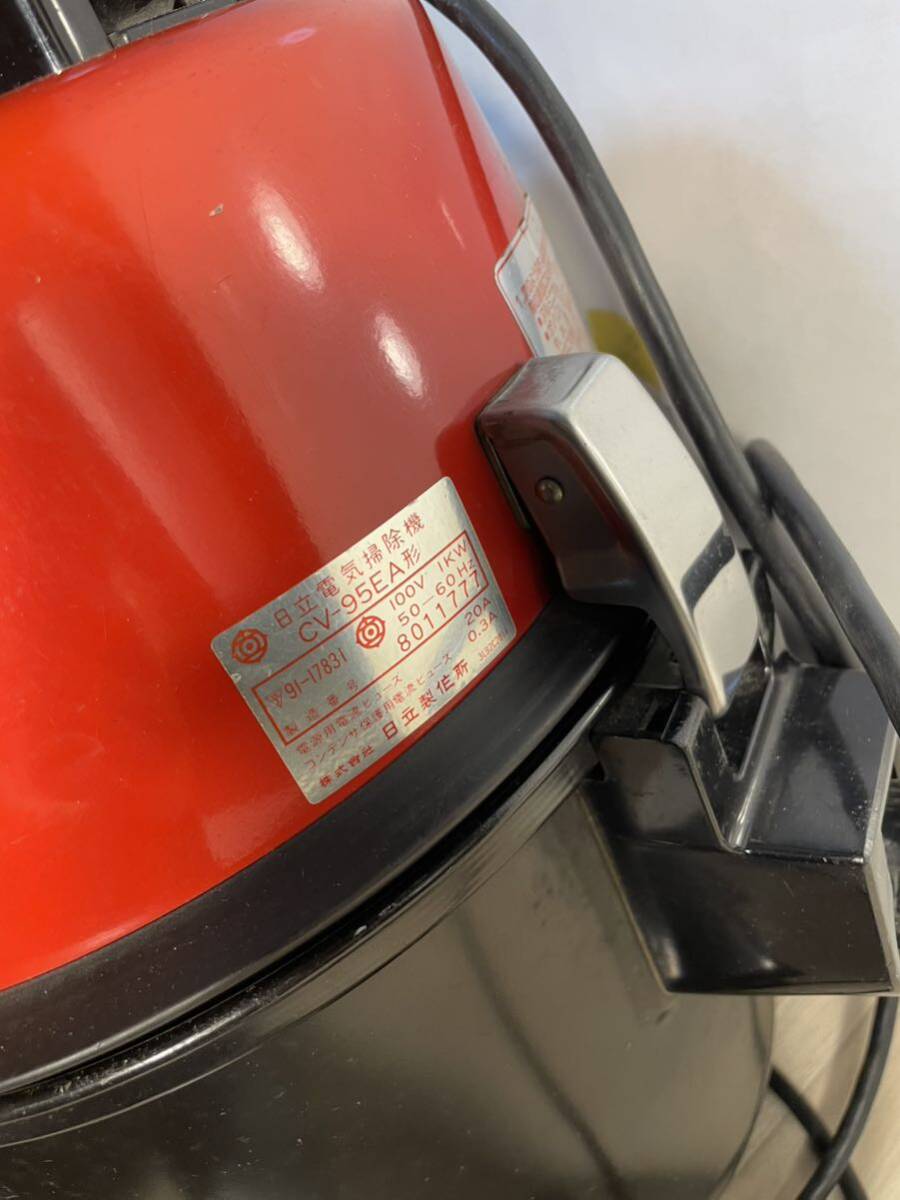 日立電気掃除機
CV-95EA形
91-17831
100V 1KW
50-60HZ
製造番号 8011777
電源用電流ヒューズ 20A
コンデンサ保護用電流ヒューズ 0.3A
株式会社 日立製作所